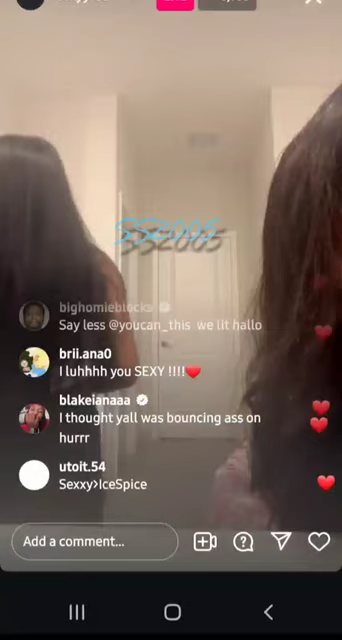 SS2005
bighomieblocks
Say less @youcan_this we lit hallo
brii.ana0
I luhhhh you SEXY !!!!
blakeianaaa
I thought yall was bouncing ass on
hurrr
utoit.54
Sexxy>IceSpice
Add a comment...